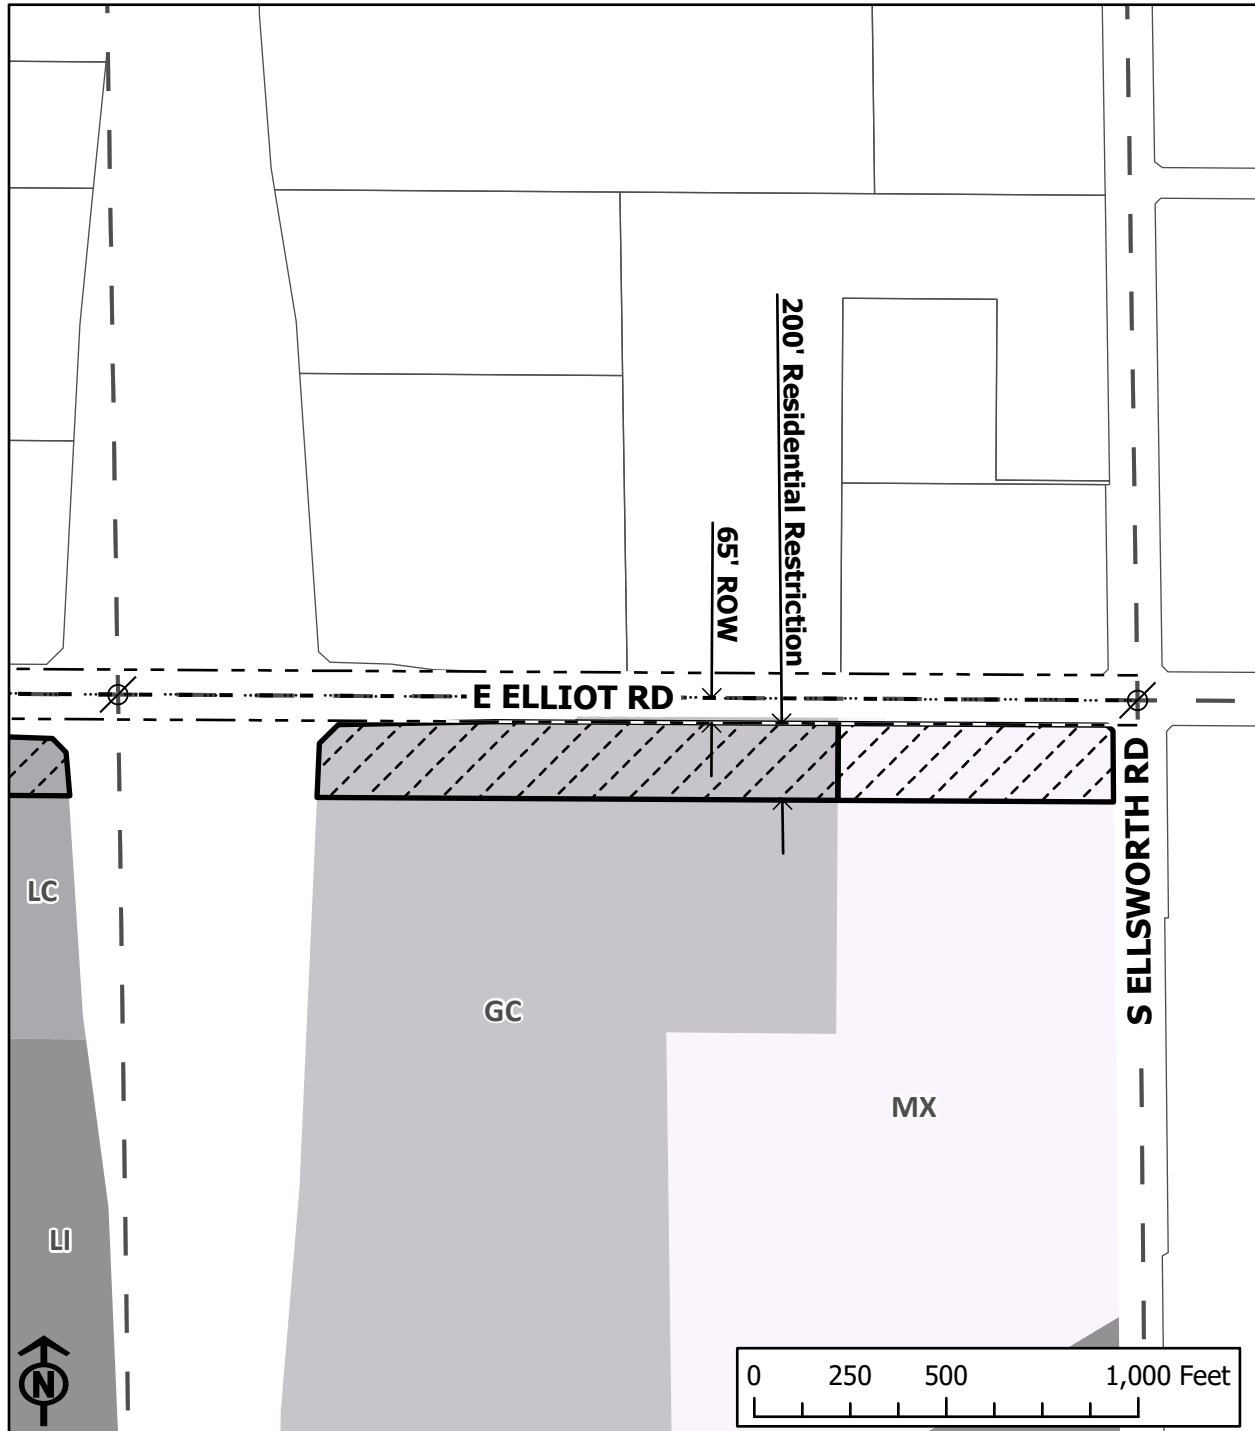 200' Residential Restriction
65' ROW
E ELLIOT RD
S ELLSWORTH RD
LC
GC
MX
LI
N
0 250 500 1,000 Feet